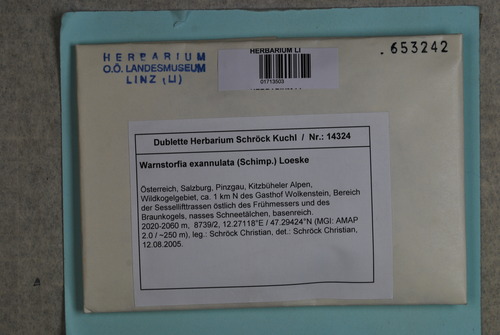 HERBARIUM
O.Ö. LANDESMUSEUM
LINZ (LI)
HERBARIUM LI
01713503
HERBARIUM LI
.653242
Dublette Herbarium Schröck Kuchl / Nr.: 14324
Warnstorfia exannulata (Schimp.) Loeske
Österreich, Salzburg, Pinzgau, Kitzbüheler Alpen,
Wildkogelgebiet, ca. 1 km N des Gasthof Wolkenstein, Bereich
der Sessellifttrassen östlich des Frühmessers und des
Braunkogels, nasses Schneetälchen, basenreich.
2020-2060 m, 8739/2, 12.27118°E / 47.29424°N (MGI: AMAP
2.0 / ~250 m), leg.: Schröck Christian, det.: Schröck Christian,
12.08.2005.